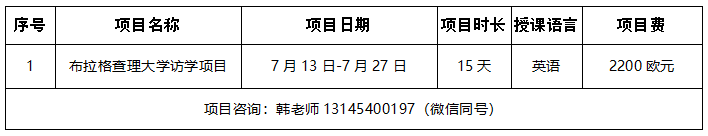 序号 项目名称 项目日期 项目时长 授课语言 项目费
1 布拉格查理大学访学项目 7月13日-7月27日 15天 英语 2200欧元
项目咨询：韩老师 13145400197（微信同号）